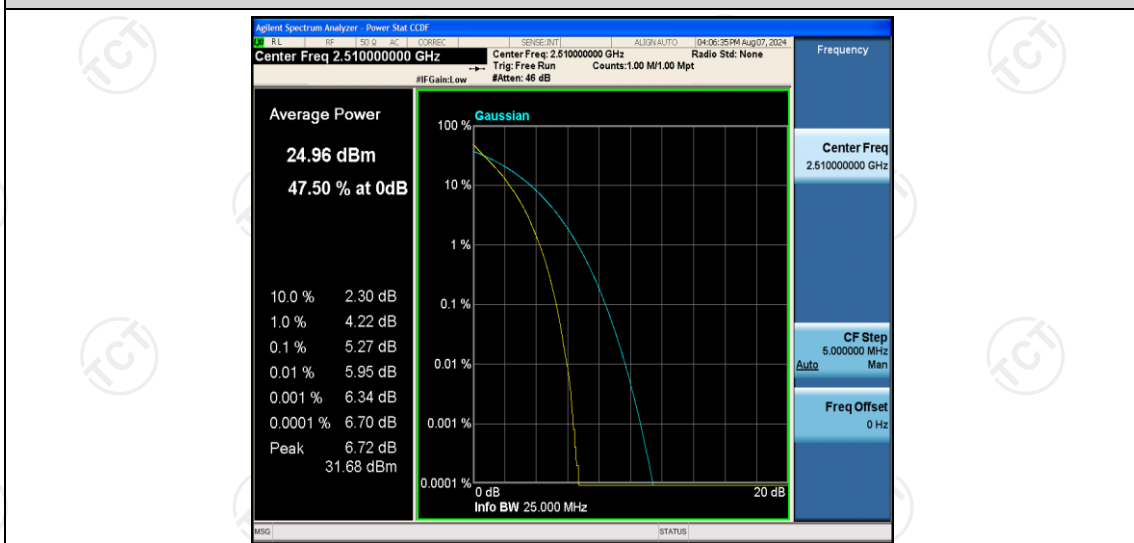 Agilent Spectrum Analyzer - Power Stat CCDF
RL RF 50 Ω AC CORREC SENSE:INT ALIGN AUTO 04:06:35 PM Aug 07, 2024
Center Freq 2.510000000 GHz
Center Freq: 2.510000000 GHz Radio Std: None
Trig: Free Run Counts:1.00 M/1.00 Mpt
#IFGain:Low #Atten: 46 dB
Frequency
Average Power
24.96 dBm
47.50 % at 0dB
10.0 % 2.30 dB
1.0 % 4.22 dB
0.1 % 5.27 dB
0.01 % 5.95 dB
0.001 % 6.34 dB
0.0001 % 6.70 dB
Peak 6.72 dB
31.68 dBm
Gaussian
100 %
10 %
1 %
0.1 %
0.01 %
0.001 %
0.0001 %
0 dB 20 dB
Info BW 25.000 MHz
Center Freq
2.510000000 GHz
CF Step
5.000000 MHz
Auto Man
Freq Offset
0 Hz
MSG STATUS
TCT
TCT
TCT
TCT